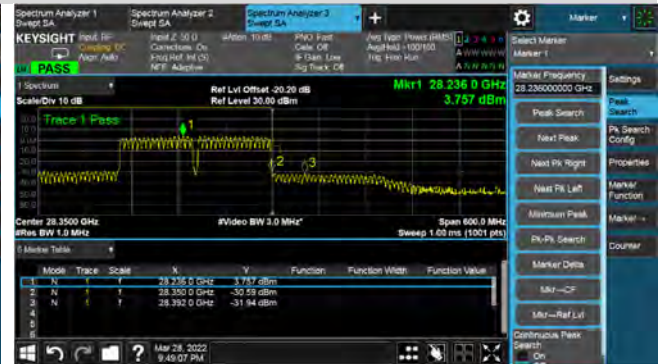 Spectrum Analyzer 1
Swept SA
Spectrum Analyzer 2
Swept SA
Spectrum Analyzer 3
Swept SA
Marker
KEYSIGHT Input: RF
Coupling: DC
Align: Auto
Input Z: 50 Ω
Corrections: On
Freq Ref: Int (S)
NFE: Adaptive
Atten: 10 dB
PNO: Fast
Gate: Off
IF Gain: Low
Sig Track: Off
Avg Type: Power (RMS)
Avg|Hold: >100/100
Trig: Free Run
PASS
1 Spectrum
Scale/Div 10 dB
Ref Lvl Offset -20.20 dB
Ref Level 30.00 dBm
Mkr1 28.236 0 GHz
3.757 dBm
Trace 1 Pass
1
2
3
Center 28.3500 GHz
#Res BW 1.0 MHz
#Video BW 3.0 MHz*
Span 600.0 MHz
Sweep 1.00 ms (1001 pts)
5 Marker Table
Mode Trace Scale X Y Function Function Width Function Value
1 N 1 f 28.236 0 GHz 3.757 dBm
2 N 1 f 28.350 0 GHz -30.59 dBm
3 N 1 f 28.392 0 GHz -31.94 dBm
4
5
6
Mar 28, 2022
9:49:07 PM
Select Marker
Marker 1
Marker Frequency
28.236000000 GHz
Peak Search
Next Peak
Next Pk Right
Next Pk Left
Minimum Peak
Pk-Pk Search
Marker Delta
Mkr→CF
Mkr→Ref Lvl
Continuous Peak
Search
On
Settings
Peak
Search
Pk Search
Config
Properties
Marker
Function
Marker→
Counter